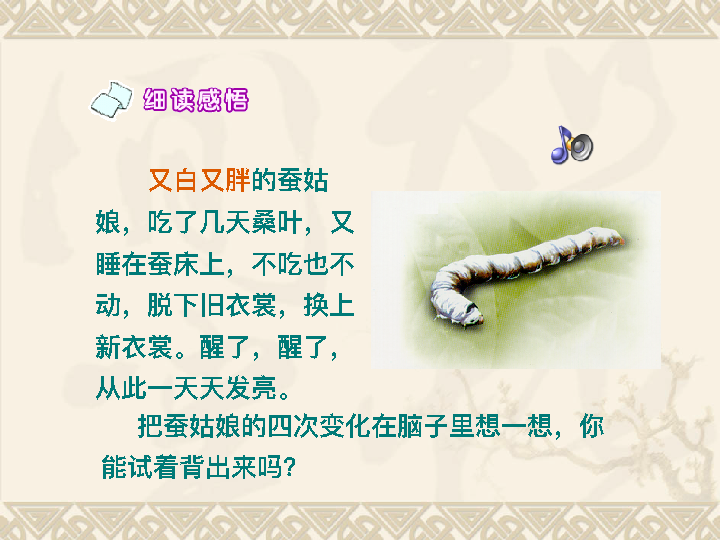 细读感悟
又白又胖的蚕姑
娘，吃了几天桑叶，又
睡在蚕床上，不吃也不
动，脱下旧衣裳，换上
新衣裳。醒了，醒了，
从此一天天发亮。
把蚕姑娘的四次变化在脑子里想一想，你
能试着背出来吗？